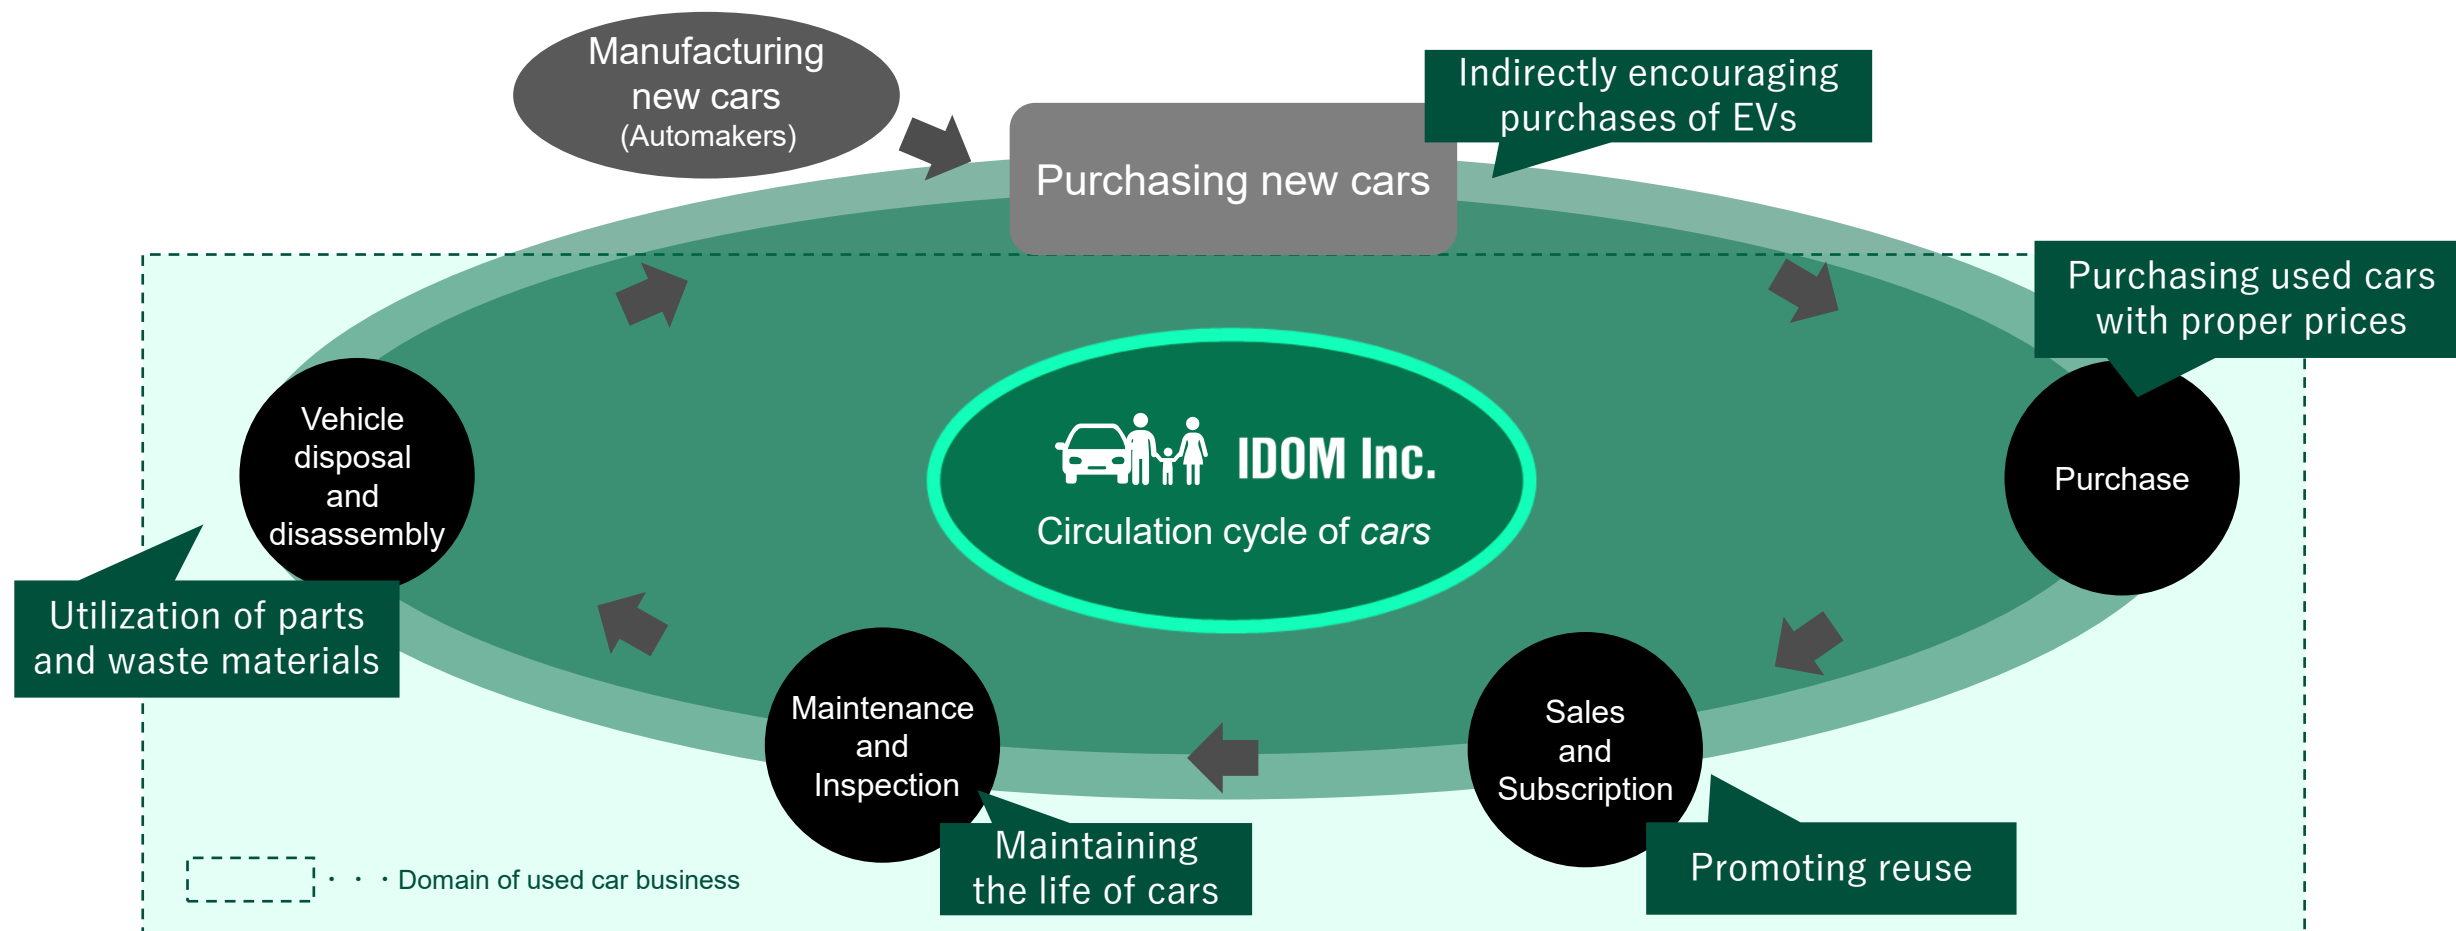 Manufacturing
new cars
(Automakers)
Indirectly encouraging
purchases of EVs
Purchasing new cars
Purchasing used cars
with proper prices
Vehicle
disposal
and
disassembly
IDOM Inc.
Circulation cycle of cars
Purchase
Utilization of parts
and waste materials
Maintenance
and
Inspection
Sales
and
Subscription
Maintaining
the life of cars
Promoting reuse
・・・Domain of used car business